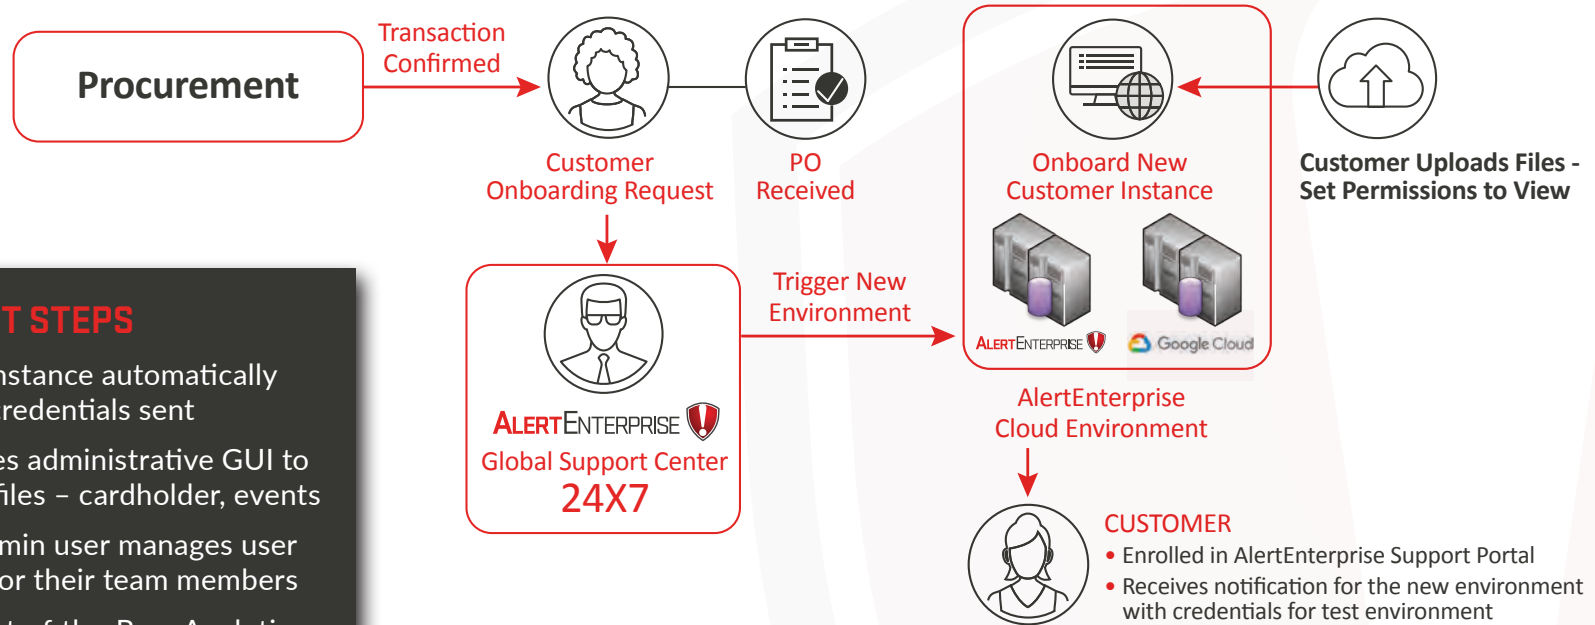 Procurement
Transaction
Confirmed
Customer
Onboarding Request
PO
Received
Onboard New
Customer Instance
Customer Uploads Files -
Set Permissions to View
ALERTENTERPRISE
Google Cloud
Trigger New
Environment
ALERTENTERPRISE
Global Support Center
24X7
AlertEnterprise
Cloud Environment
CUSTOMER
• Enrolled in AlertEnterprise Support Portal
• Receives notification for the new environment
with credentials for test environment
T STEPS
nstance automatically
credentials sent
es administrative GUI to
files – cardholder, events
min user manages user
or their team members